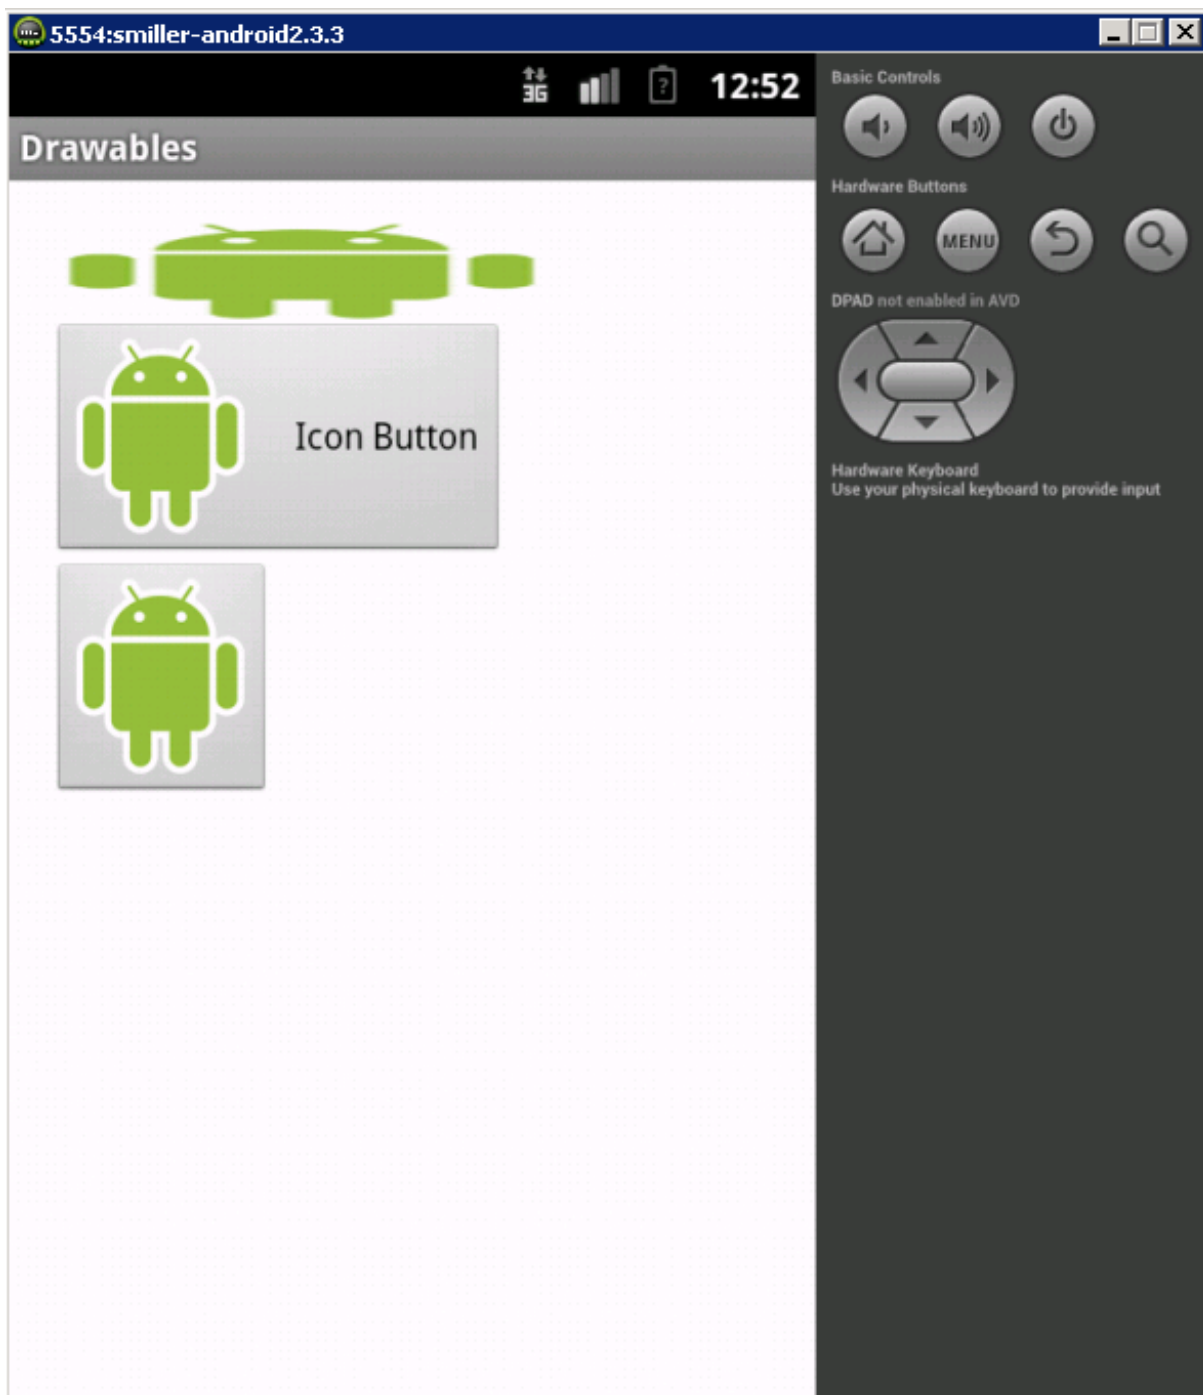 5554:smiller-android2.3.3
3G
?
12:52
Drawables
Icon Button
Basic Controls
Hardware Buttons
MENU
DPAD not enabled in AVD
Hardware Keyboard
Use your physical keyboard to provide input